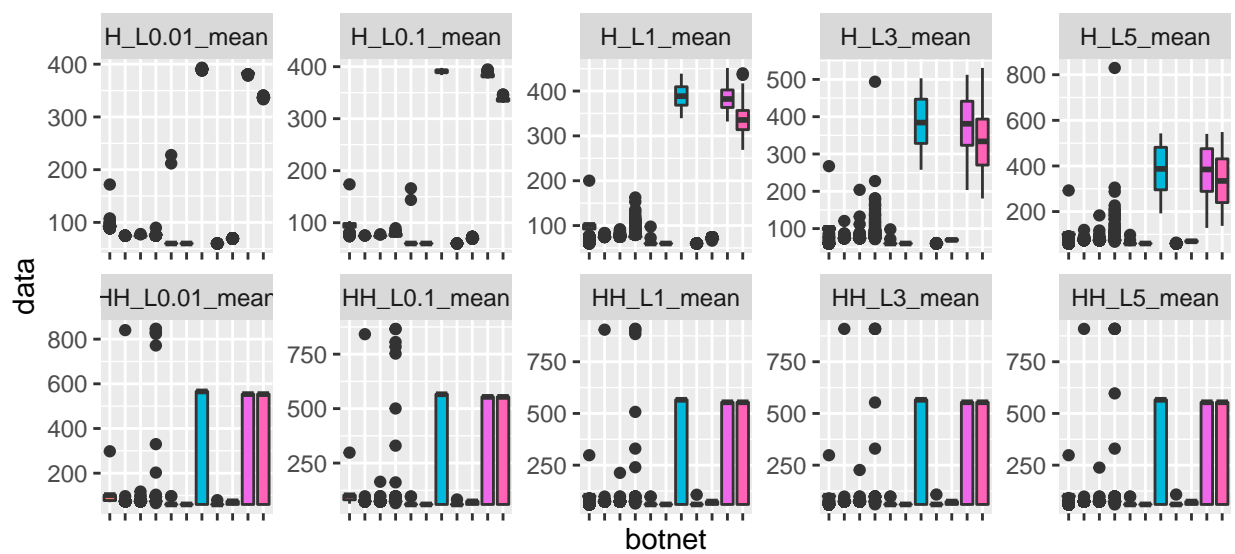 H_L0.01_mean H_L0.1_mean H_L1_mean H_L3_mean H_L5_mean
400 300 200 100
400 300 200 100
400 300 200 100
500 400 300 200 100
800 600 400 200
HH_L0.01_mean HH_L0.1_mean HH_L1_mean HH_L3_mean HH_L5_mean
800 600 400 200
750 500 250
750 500 250
750 500 250
750 500 250
data
botnet